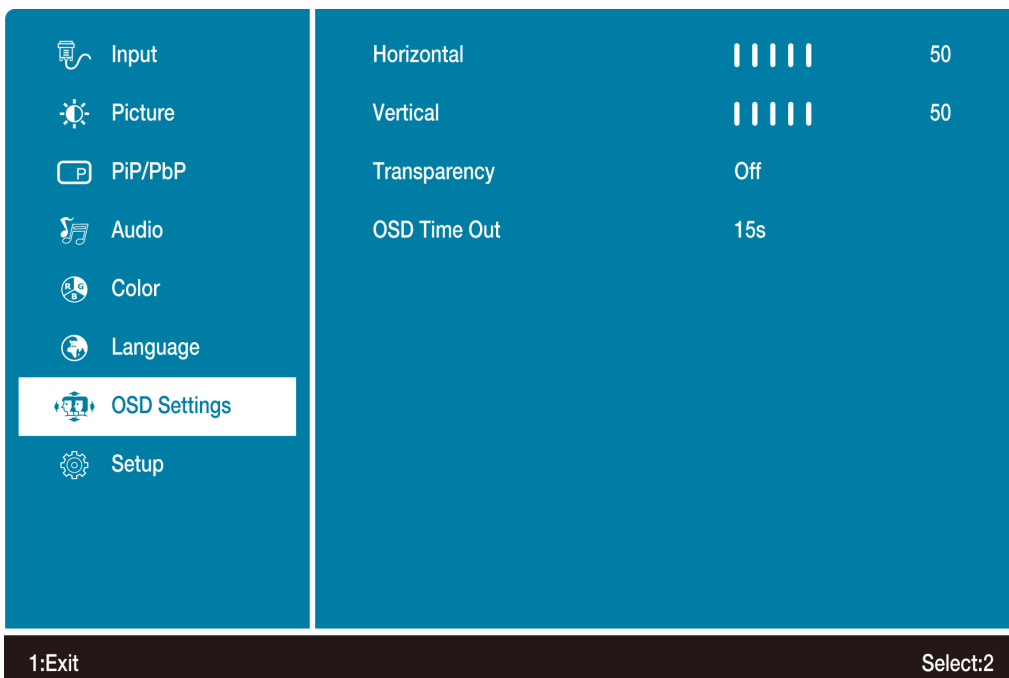 Input
Picture
P PiP/PbP
Audio
R G B Color
Language
OSD Settings
Setup
Horizontal 50
Vertical 50
Transparency Off
OSD Time Out 15s
1:Exit Select:2